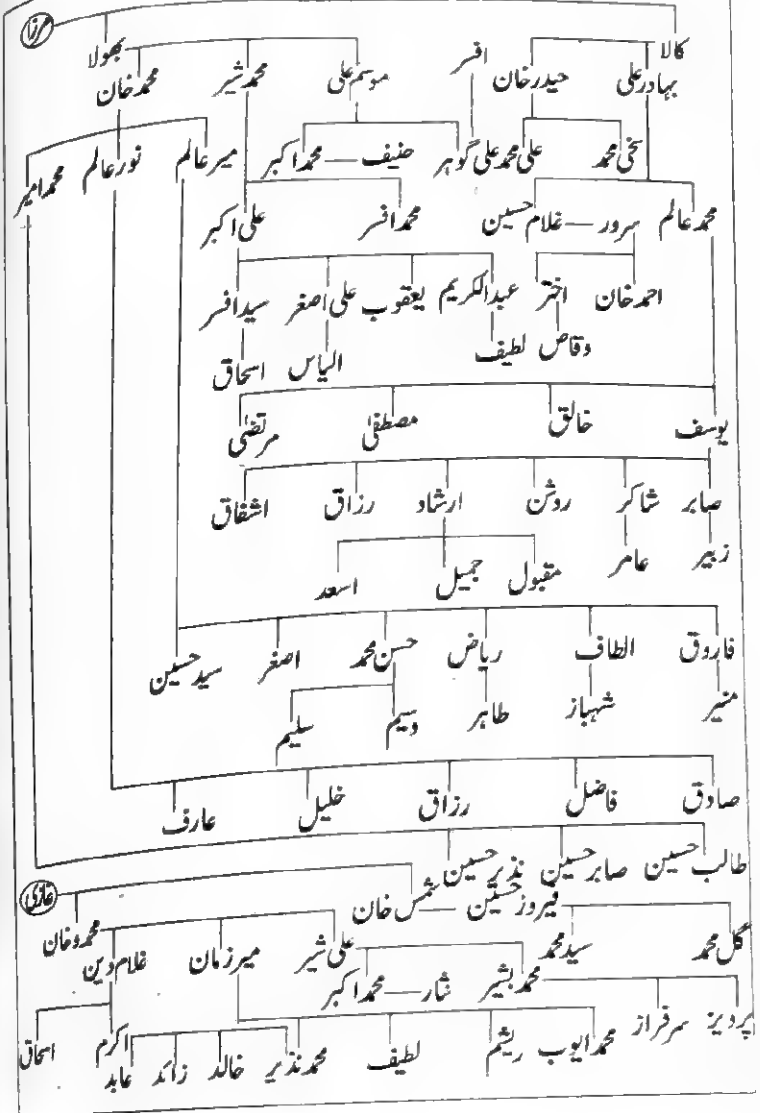 مرزا
کالا بھولا
بہادر علی حیدر خان افسر موسم علی محمد شیر محمد خان
سخی محمد علی محمد علی گوہر حنیف — محمد اکبر میر عالم نور عالم محمد امیر
محمد عالم سرور — غلام حسین محمد افسر علی اکبر
احمد خان اختر عبدالکریم یعقوب علی اصغر سید افسر
وقاص لطیف الیاس اسحاق
یوسف خالق مصطفیٰ مرتضیٰ
صابر شاکر روشن ارشاد رزاق اشفاق
زبیر عامر مقبول جمیل اسعد
فاروق الطاف ریاض حسن محمد اصغر سید حسین
منیر شہباز طاہر وسیم سلیم
صادق فاضل رزاق خلیل عارف
طالب حسین صابر حسین نذیر حسین
غازی
فیروز حسین — شمس خان محمود خان
گل محمد سید محمد علی شیر میر زمان غلام دین
محمد بشیر نثار — محمد اکبر
پرویز سرفراز محمد ایوب ریشم لطیف محمد نذیر خالد زائد عابد اکرم اسحاق